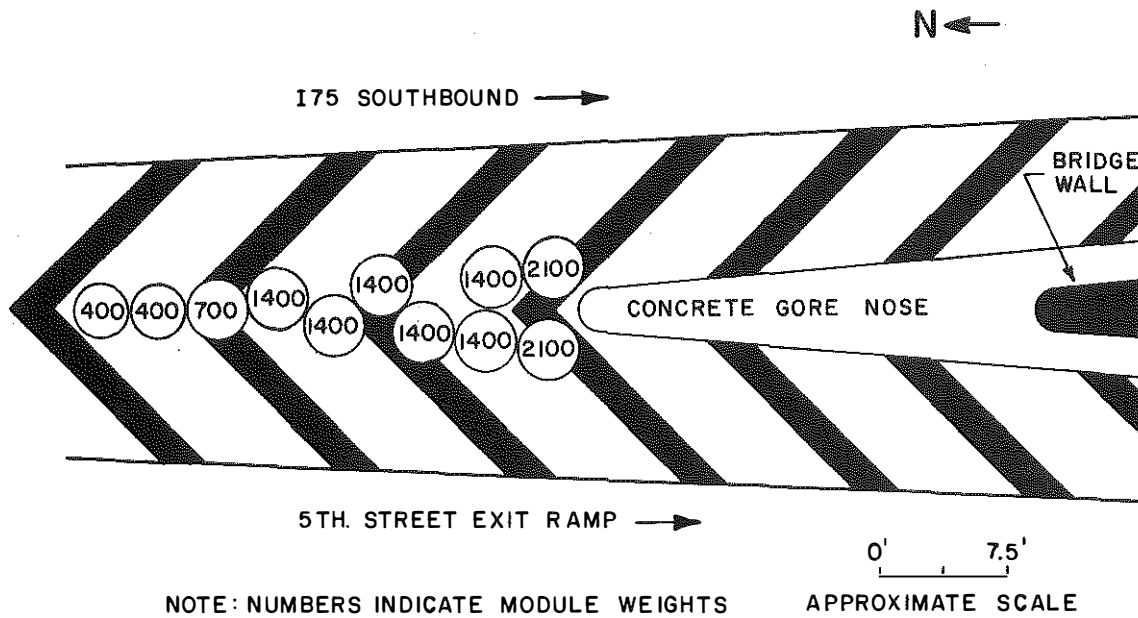 N
I75 SOUTHBOUND
BRIDGE
WALL
400 400 700 1400 1400 1400 1400 1400 1400 2100 2100
CONCRETE GORE NOSE
5TH. STREET EXIT RAMP
0' 7.5'
NOTE: NUMBERS INDICATE MODULE WEIGHTS
APPROXIMATE SCALE